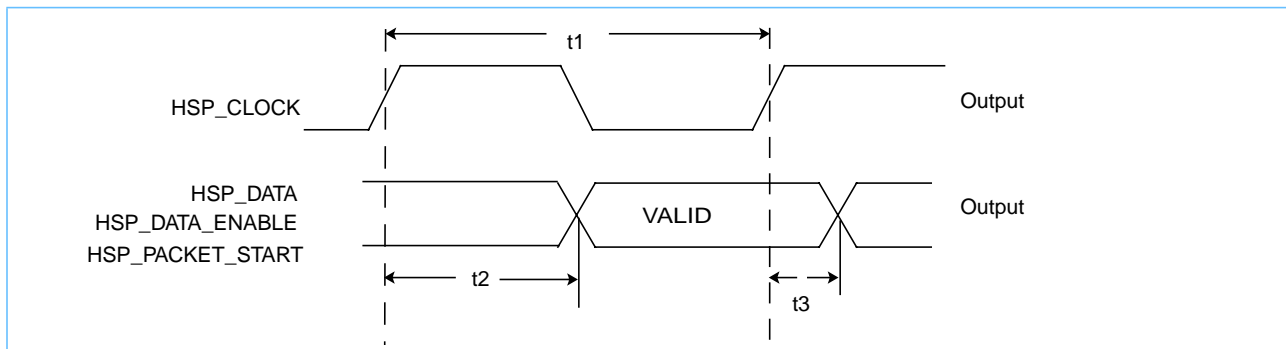 t1
HSP_CLOCK
Output
HSP_DATA
HSP_DATA_ENABLE
HSP_PACKET_START
VALID
Output
t2
t3